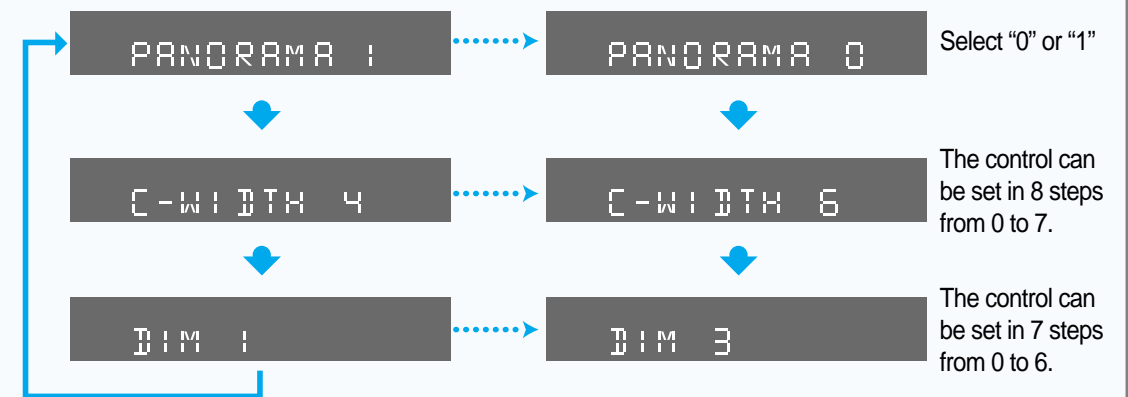 PANORAMA 1
PANORAMA 0
Select “0” or “1”
C-WIDTH 4
C-WIDTH 6
The control can
be set in 8 steps
from 0 to 7.
DIM 1
DIM 3
The control can
be set in 7 steps
from 0 to 6.